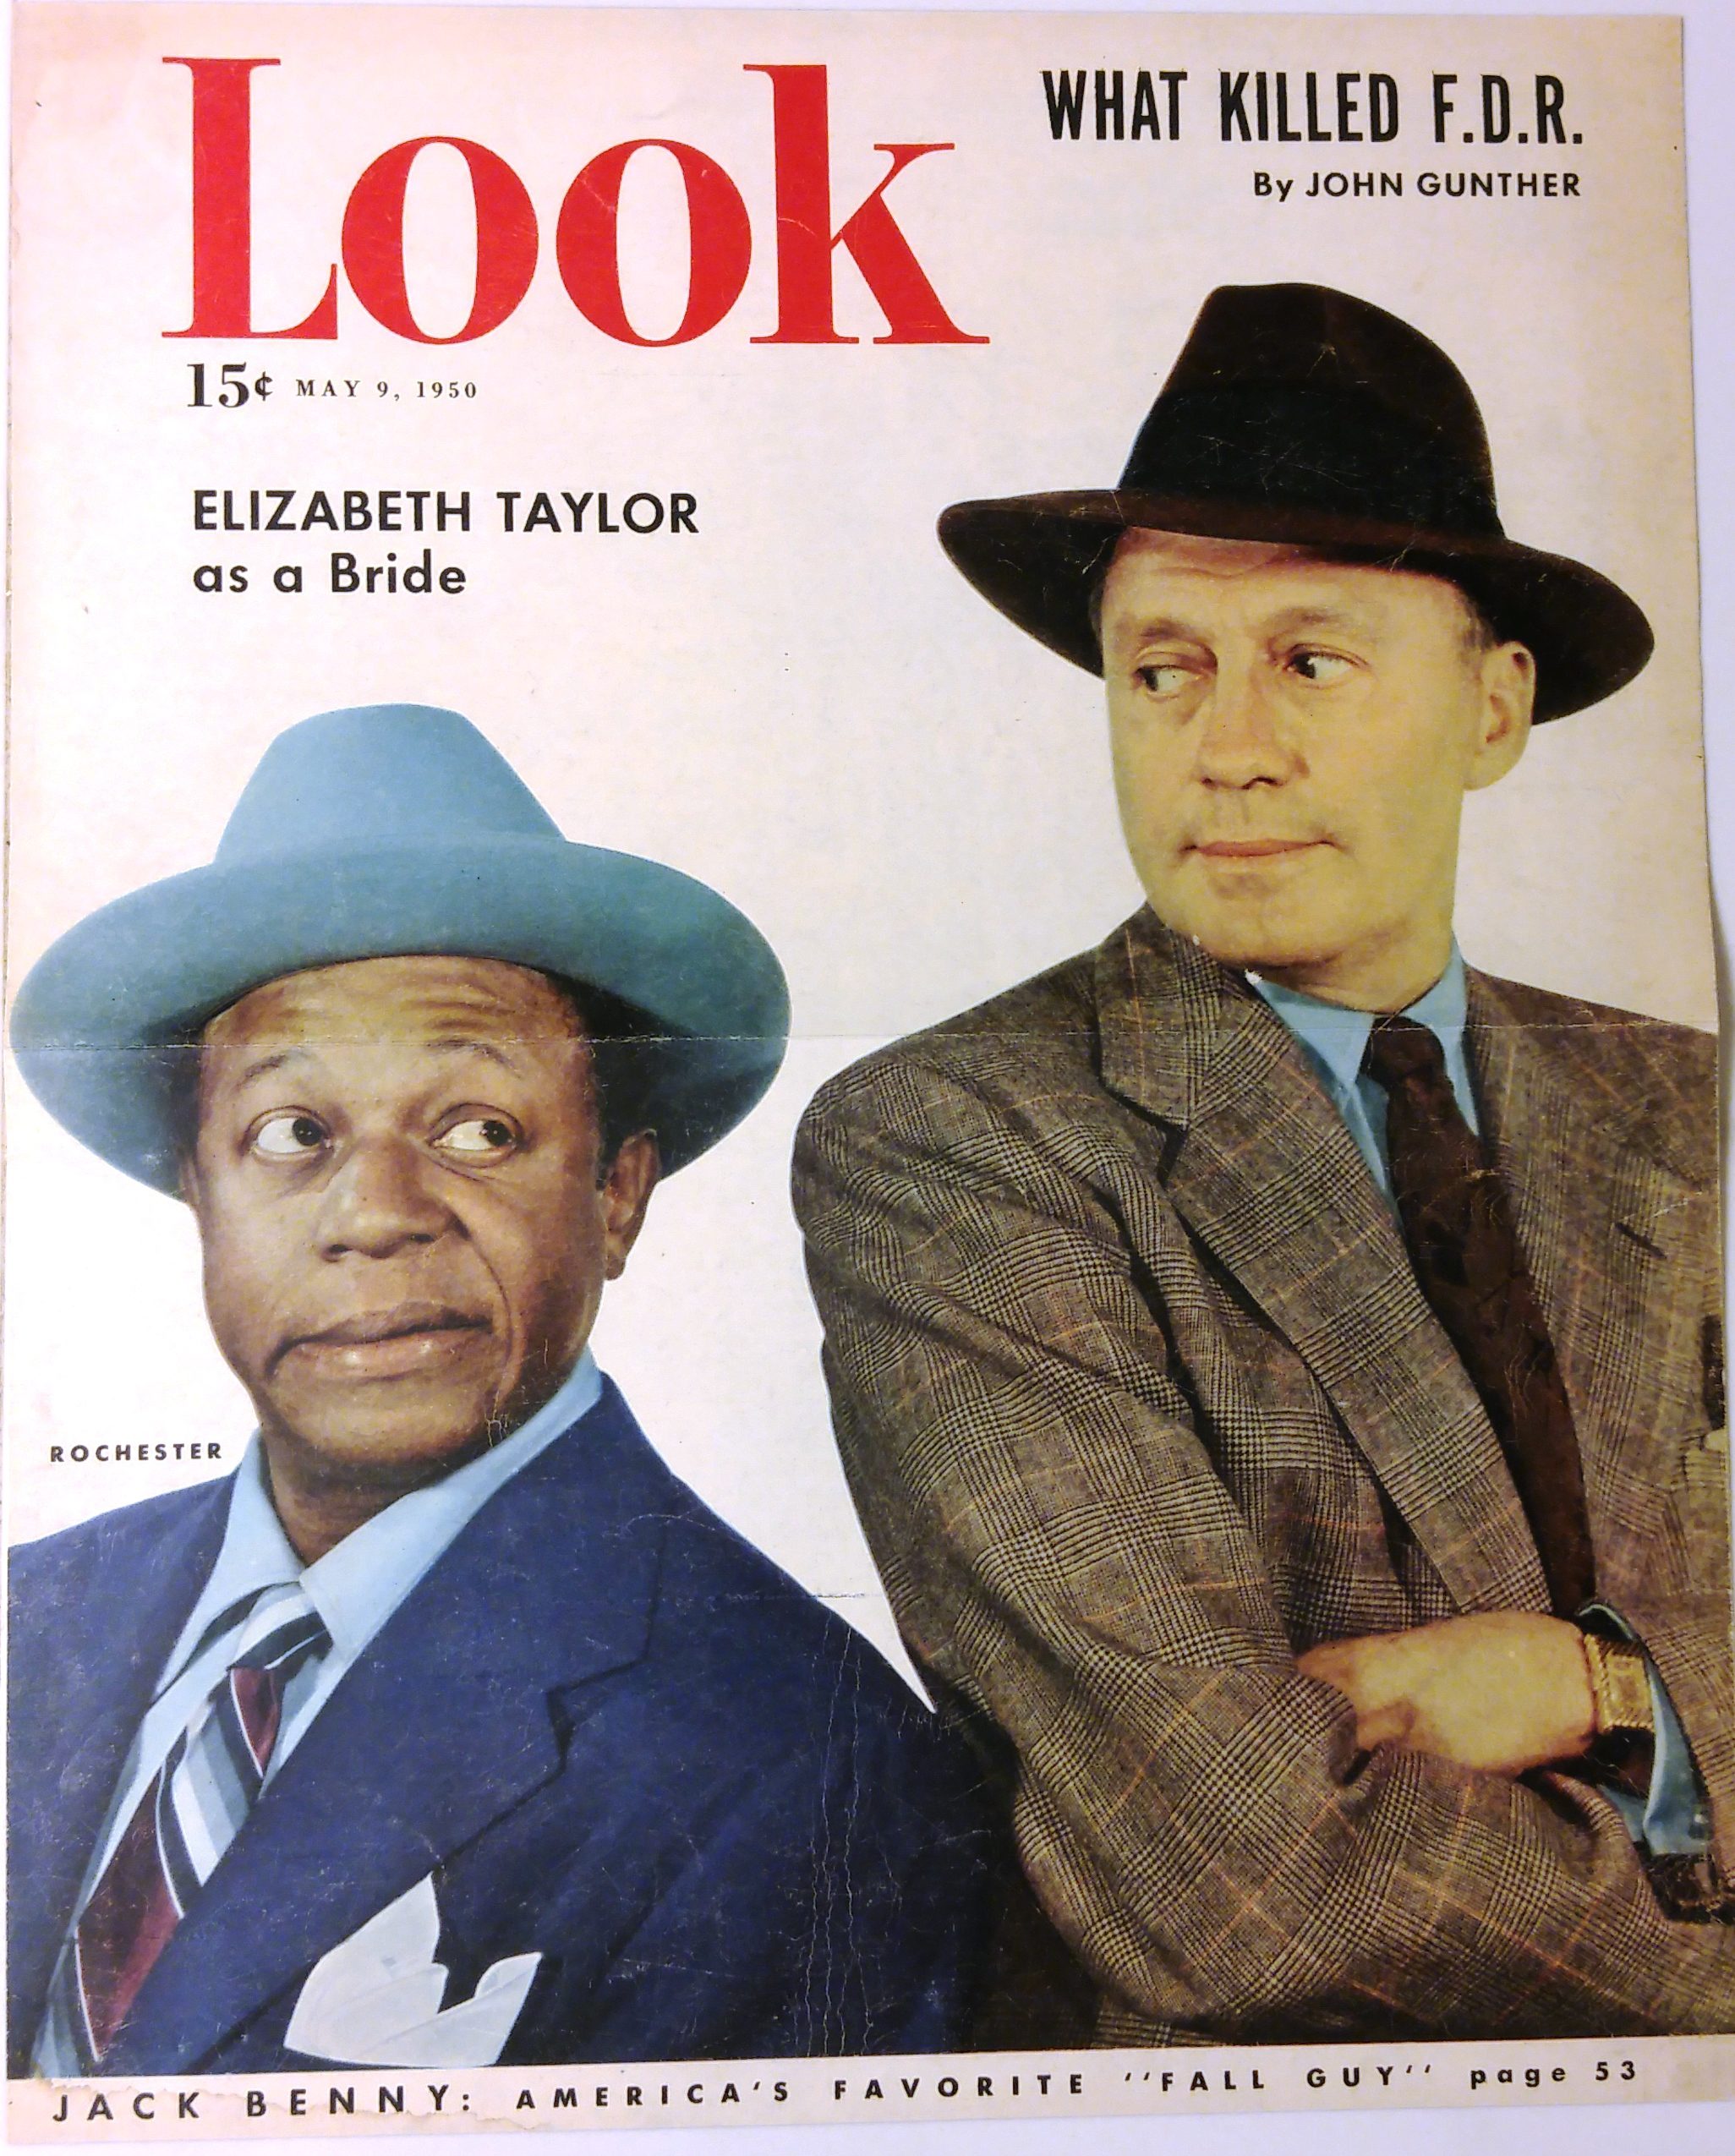 Look
WHAT KILLED F.D.R.
By JOHN GUNTHER
15¢ MAY 9, 1950
ELIZABETH TAYLOR
as a Bride
ROCHESTER
JACK BENNY: AMERICA'S FAVORITE ''FALL GUY'' page 53